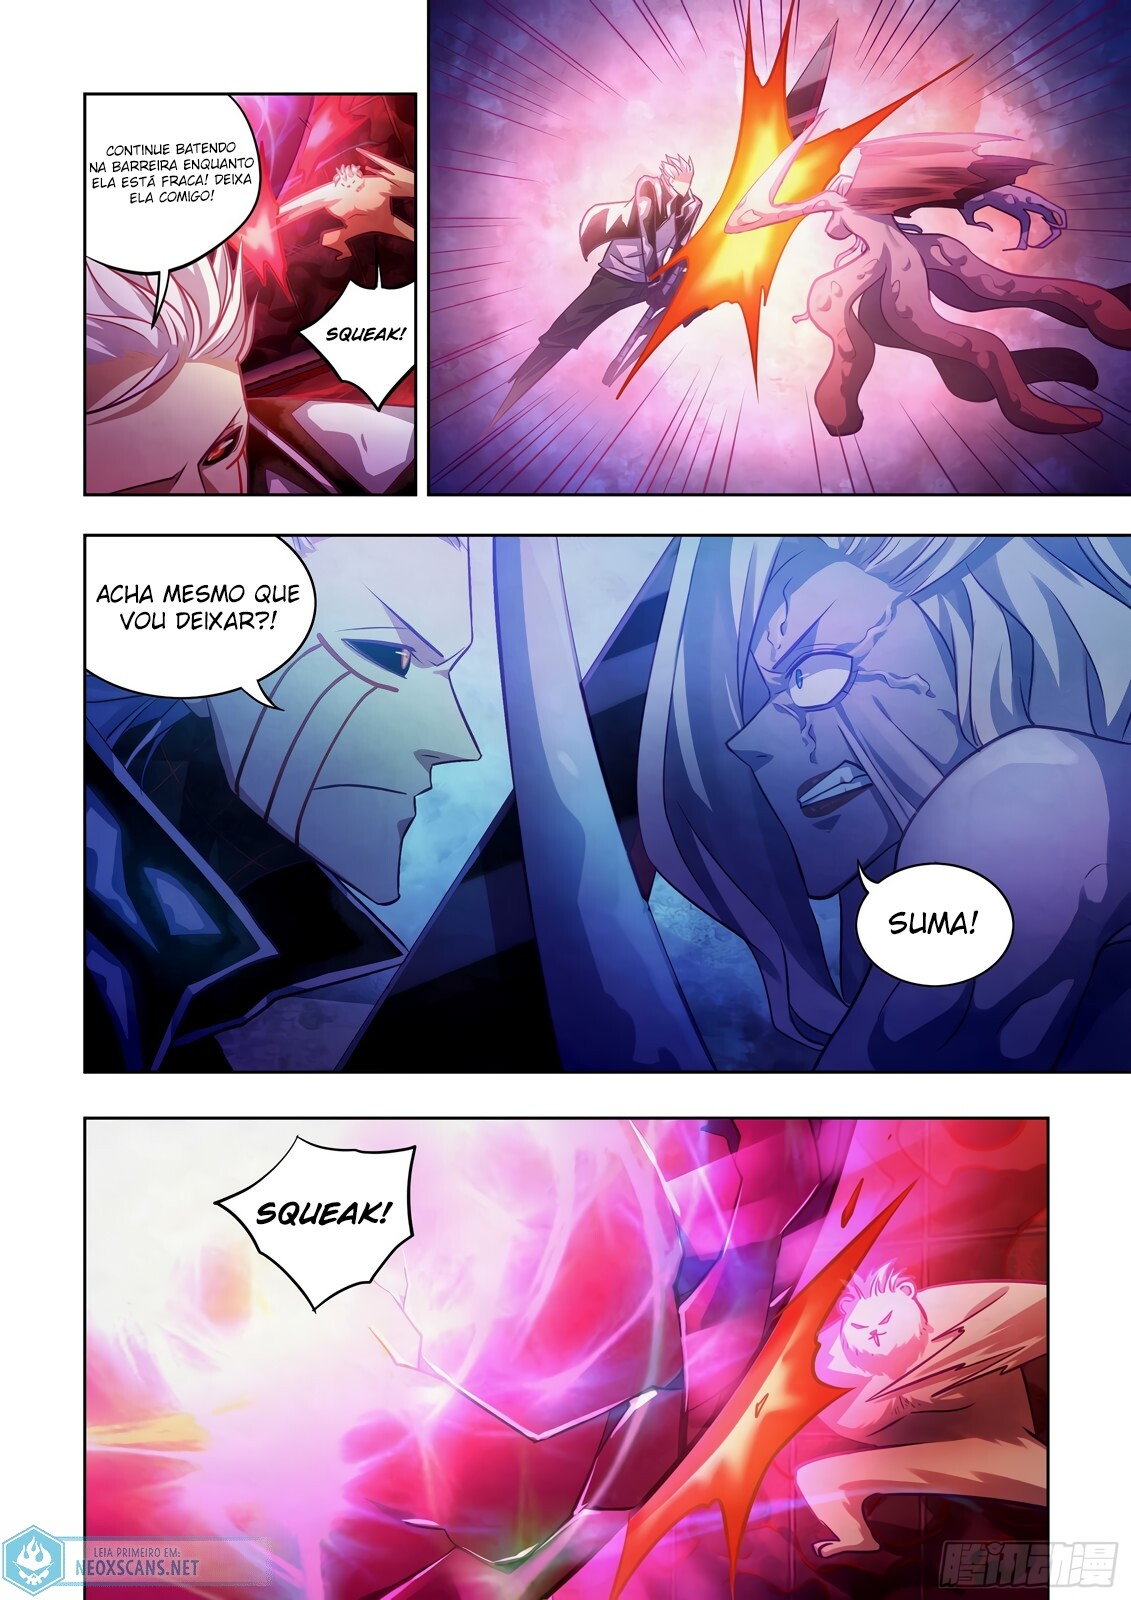 CONTINUE BATENDO
NA BARREIRA ENQUANTO
ELA ESTÁ FRACA! DEIXA
ELA COMIGO!
SQUEAK!
ACHA MESMO QUE
VOU DEIXAR?!
SUMA!
SQUEAK!
LEIA PRIMEIRO EM:
NEOXSCANS.NET
腾讯动漫